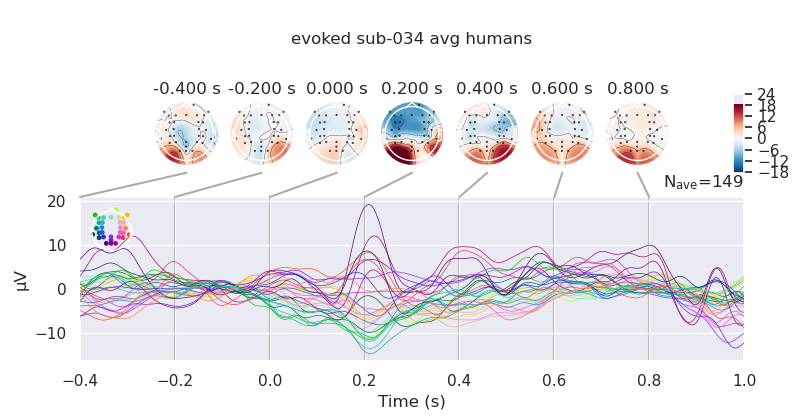 evoked sub-034 avg humans
-0.400 s -0.200 s 0.000 s 0.200 s 0.400 s 0.600 s 0.800 s
24
18
12
6
0
−6
−12
−18
Nave=149
20
10
0
−10
µV
−0.4 −0.2 0.0 0.2 0.4 0.6 0.8 1.0
Time (s)